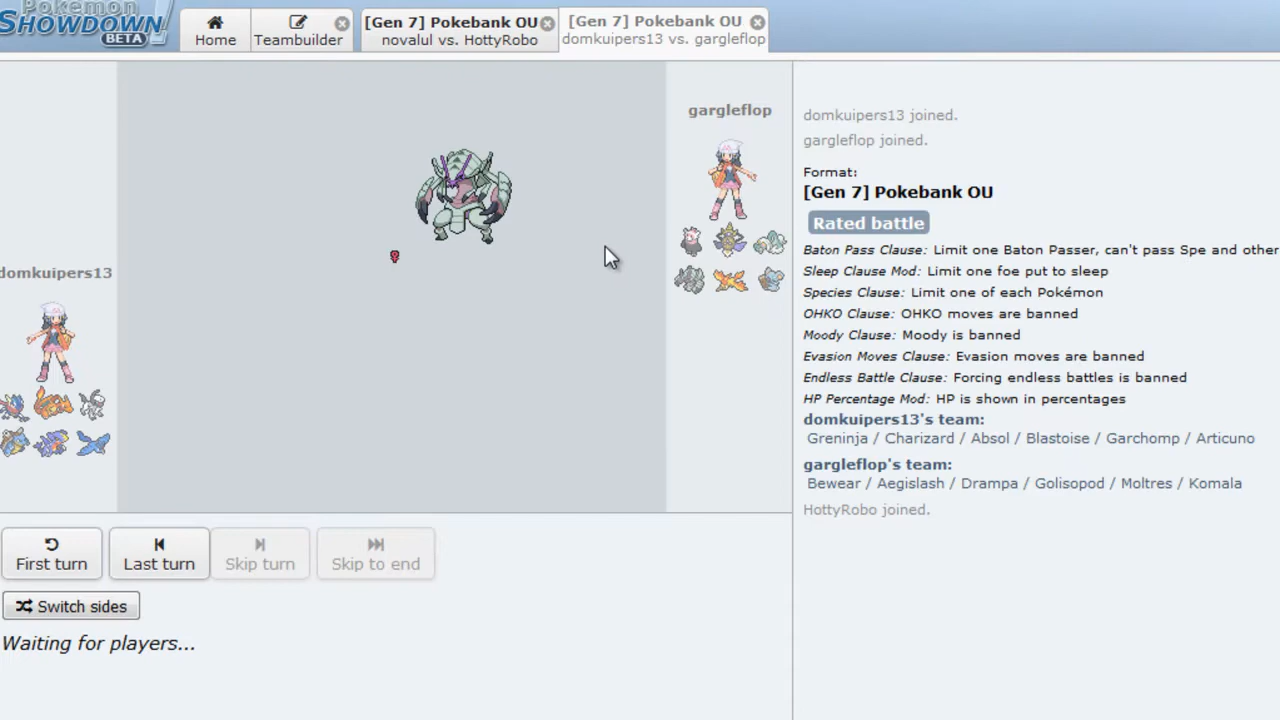 Pokémon
SHOWDOWN
BETA
Home
Teambuilder
[Gen 7] Pokebank OU
novalul vs. HottyRobo
[Gen 7] Pokebank OU
domkuipers13 vs. gargleflop
gargleflop
domkuipers13
domkuipers13 joined.
gargleflop joined.
Format:
[Gen 7] Pokebank OU
Rated battle
Baton Pass Clause: Limit one Baton Passer, can't pass Spe and other
Sleep Clause Mod: Limit one foe put to sleep
Species Clause: Limit one of each Pokémon
OHKO Clause: OHKO moves are banned
Moody Clause: Moody is banned
Evasion Moves Clause: Evasion moves are banned
Endless Battle Clause: Forcing endless battles is banned
HP Percentage Mod: HP is shown in percentages
domkuipers13's team:
Greninja / Charizard / Absol / Blastoise / Garchomp / Articuno
gargleflop's team:
Bewear / Aegislash / Drampa / Golisopod / Moltres / Komala
HottyRobo joined.
First turn
Last turn
Skip turn
Skip to end
Switch sides
Waiting for players...